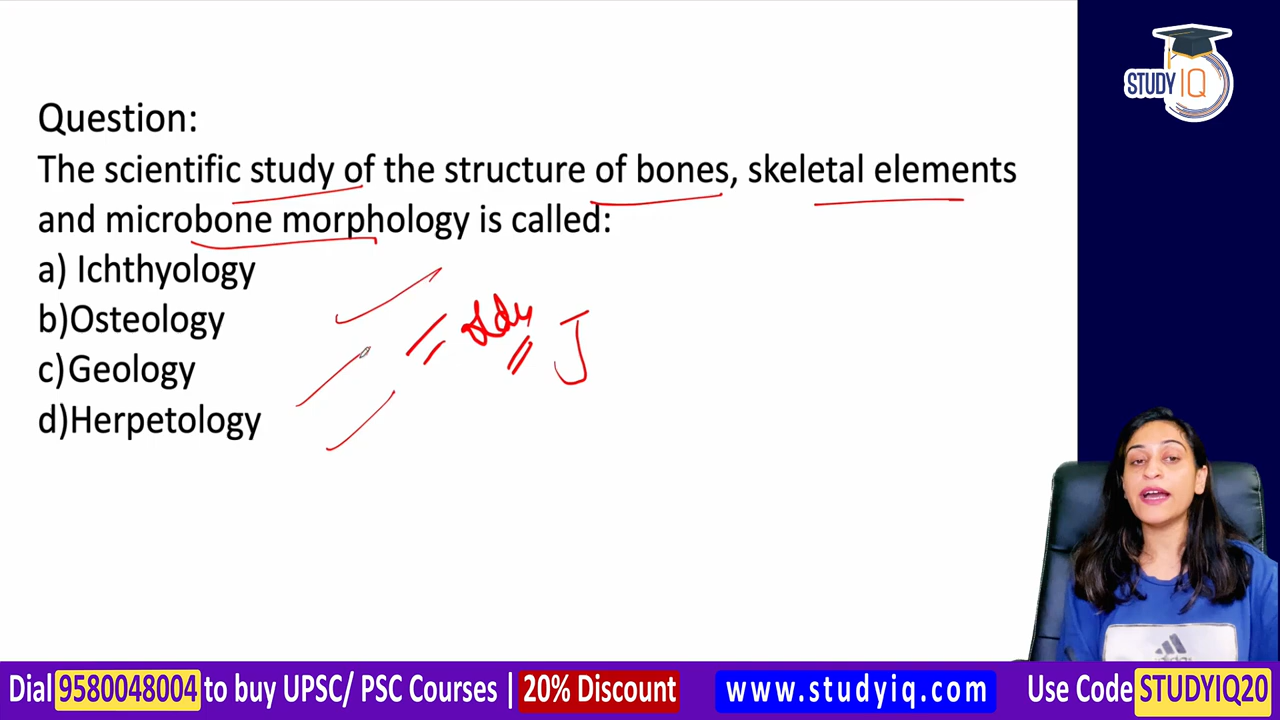 STUDY IQ
Question:
The scientific study of the structure of bones, skeletal elements
and microbone morphology is called:
a) Ichthyology
b)Osteology
c)Geology
d)Herpetology
Dial 9580048004 to buy UPSC/ PSC Courses | 20% Discount www.studyiq.com Use Code STUDYIQ20